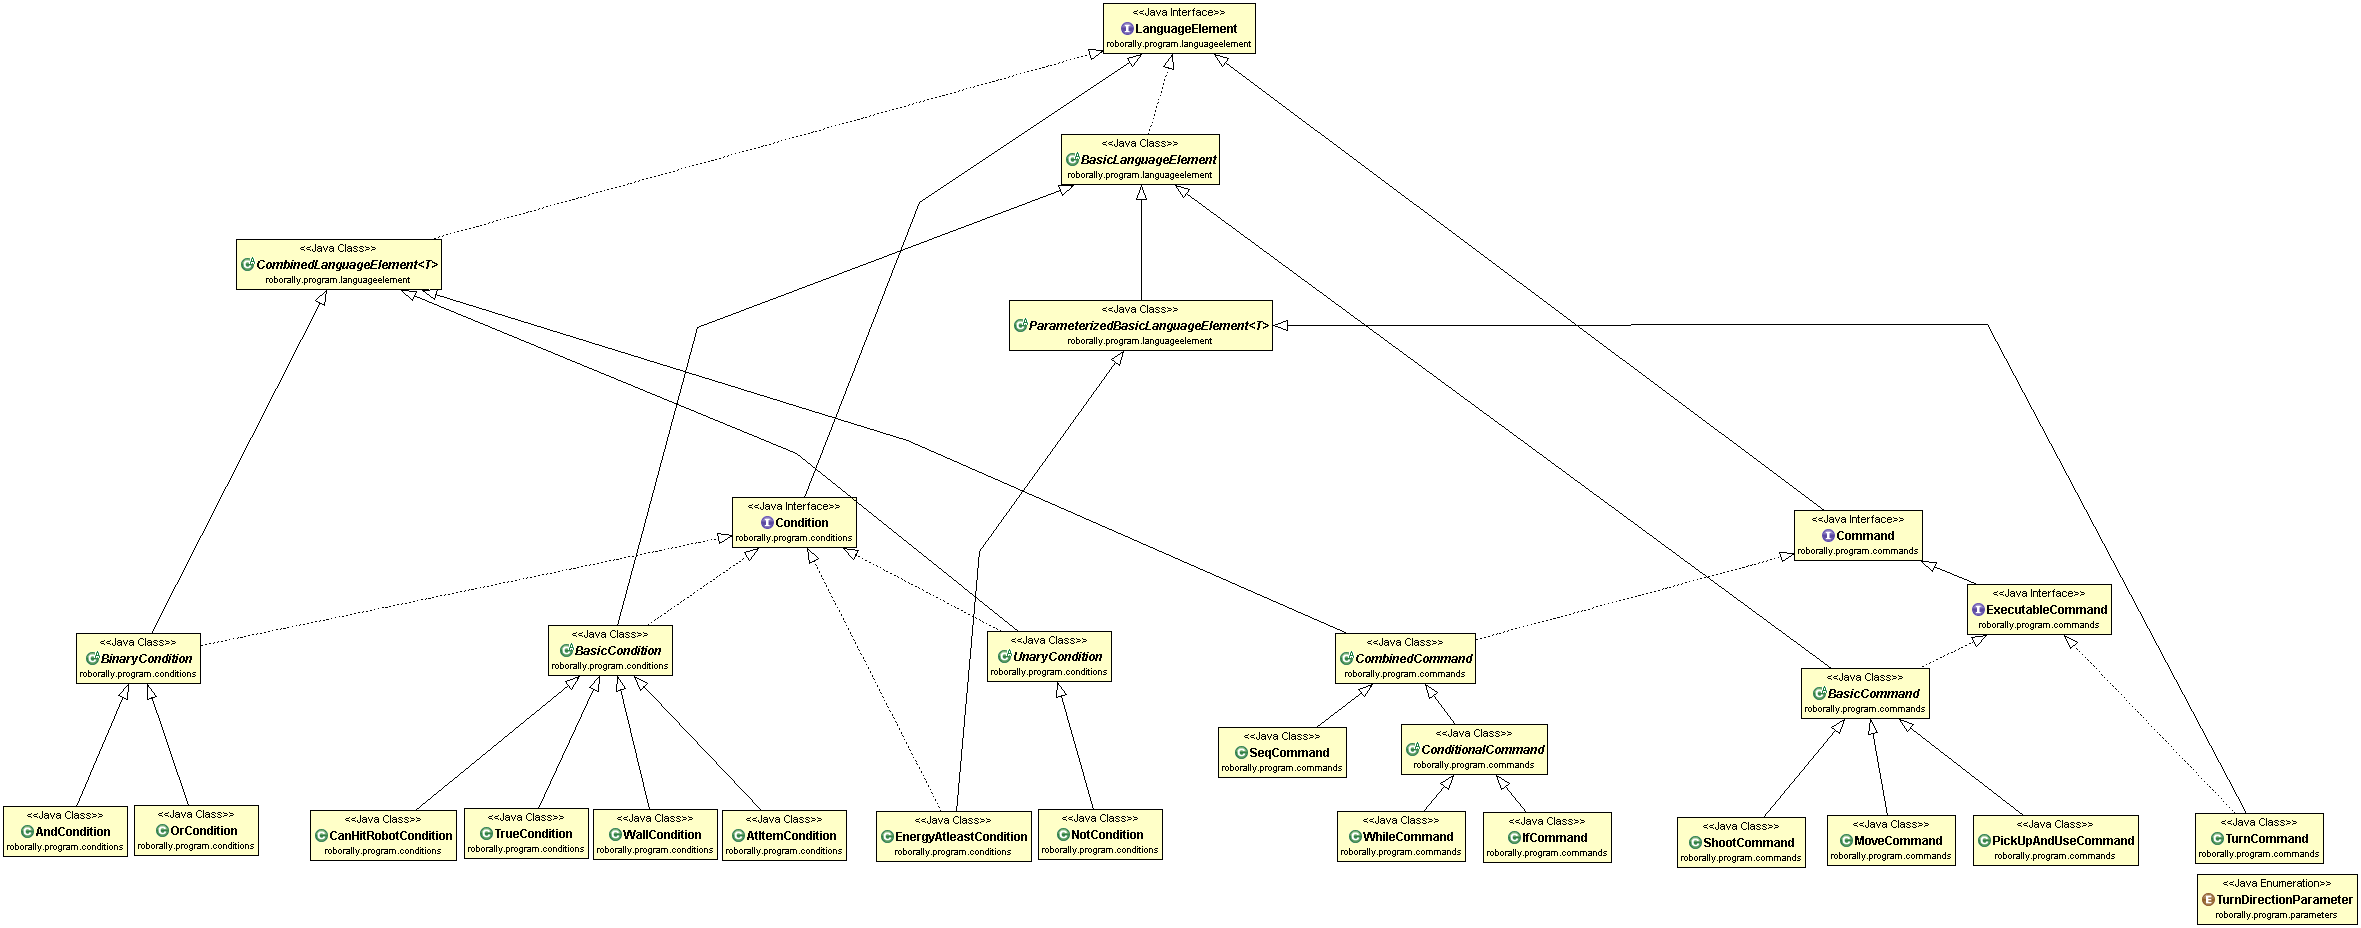 <<Java Interface>>
LanguageElement
roborally.program.languageelement
<<Java Class>>
BasicLanguageElement
roborally.program.languageelement
<<Java Class>>
CombinedLanguageElement<T>
roborally.program.languageelement
<<Java Class>>
ParameterizedBasicLanguageElement<T>
roborally.program.languageelement
<<Java Interface>>
Condition
roborally.program.conditions
<<Java Interface>>
Command
roborally.program.commands
<<Java Interface>>
ExecutableCommand
roborally.program.commands
<<Java Class>>
BinaryCondition
roborally.program.conditions
<<Java Class>>
BasicCondition
roborally.program.conditions
<<Java Class>>
UnaryCondition
roborally.program.conditions
<<Java Class>>
CombinedCommand
roborally.program.commands
<<Java Class>>
BasicCommand
roborally.program.commands
<<Java Class>>
SeqCommand
roborally.program.commands
<<Java Class>>
ConditionalCommand
roborally.program.commands
<<Java Class>>
AndCondition
roborally.program.conditions
<<Java Class>>
OrCondition
roborally.program.conditions
<<Java Class>>
CanHitRobotCondition
roborally.program.conditions
<<Java Class>>
TrueCondition
roborally.program.conditions
<<Java Class>>
WallCondition
roborally.program.conditions
<<Java Class>>
AtItemCondition
roborally.program.conditions
<<Java Class>>
EnergyAtleastCondition
roborally.program.conditions
<<Java Class>>
NotCondition
roborally.program.conditions
<<Java Class>>
WhileCommand
roborally.program.commands
<<Java Class>>
IfCommand
roborally.program.commands
<<Java Class>>
ShootCommand
roborally.program.commands
<<Java Class>>
MoveCommand
roborally.program.commands
<<Java Class>>
PickUpAndUseCommand
roborally.program.commands
<<Java Class>>
TurnCommand
roborally.program.commands
<<Java Enumeration>>
TurnDirectionParameter
roborally.program.parameters